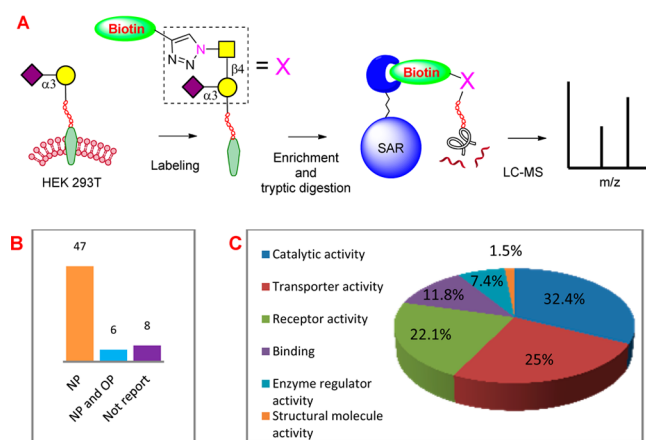 A
Biotin
N
N
N
β4
= X
α3
α3
HEK 293T
Labeling
Enrichment
and
tryptic digestion
Biotin
X
SAR
LC-MS
m/z
B
47
6
8
NP
NP and OP
Not report
C
Catalytic activity
Transporter activity
Receptor activity
Binding
Enzyme regulator
activity
Structural molecule
activity
1.5%
7.4%
11.8%
32.4%
22.1%
25%